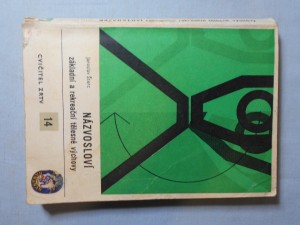 Jaroslav Šterc
NÁZVOSLOVÍ
základní a rekreační tělesné výchovy
CVIČITEL ZRTV
14